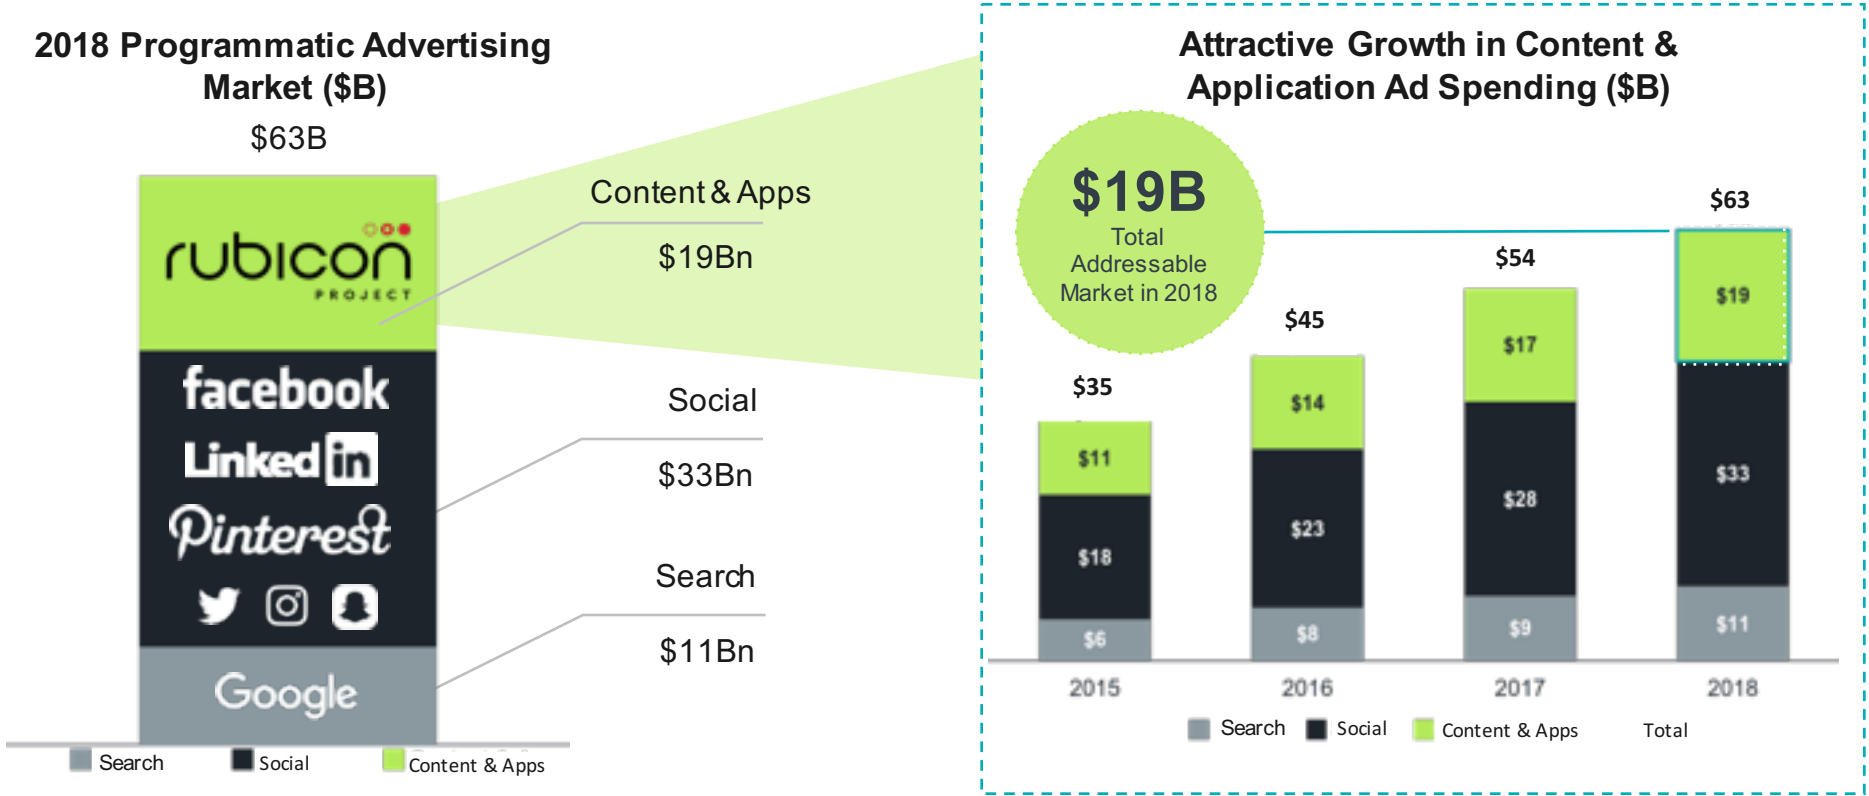 2018 Programmatic Advertising
Market ($B)
$63B
rubicon
PROJECT
facebook
Linked in
Pinterest
Google
Content & Apps
$19Bn
Social
$33Bn
Search
$11Bn
Search Social Content & Apps
Attractive Growth in Content &
Application Ad Spending ($B)
$19B
Total
Addressable
Market in 2018
$35
$11
$18
$6
$45
$14
$23
$8
$54
$17
$28
$9
$63
$19
$33
$11
2015 2016 2017 2018
Search Social Content & Apps Total